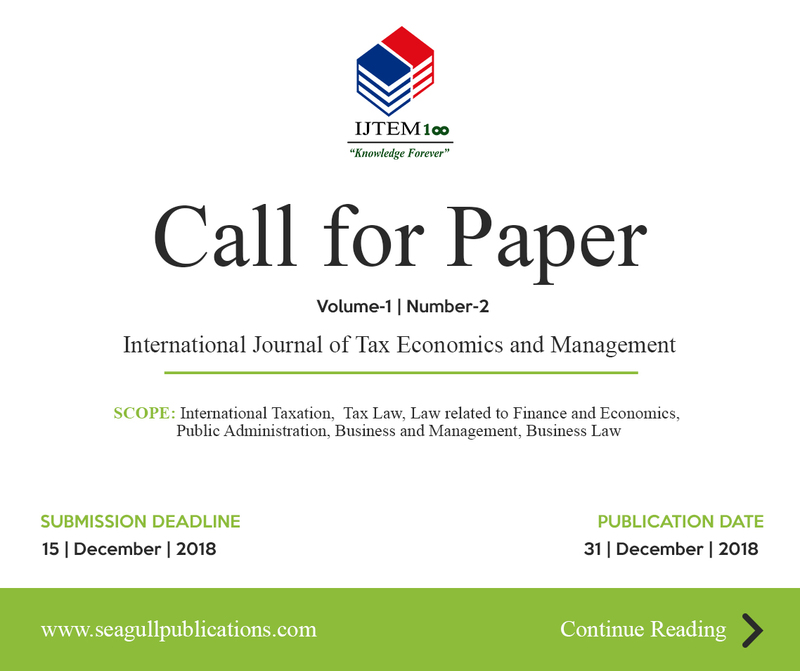 IJTEM1∞
“Knowledge Forever”
Call for Paper
Volume-1 | Number-2
International Journal of Tax Economics and Management
SCOPE: International Taxation, Tax Law, Law related to Finance and Economics,
Public Administration, Business and Management, Business Law
SUBMISSION DEADLINE
15 | December | 2018
PUBLICATION DATE
31 | December | 2018
www.seagullpublications.com
Continue Reading